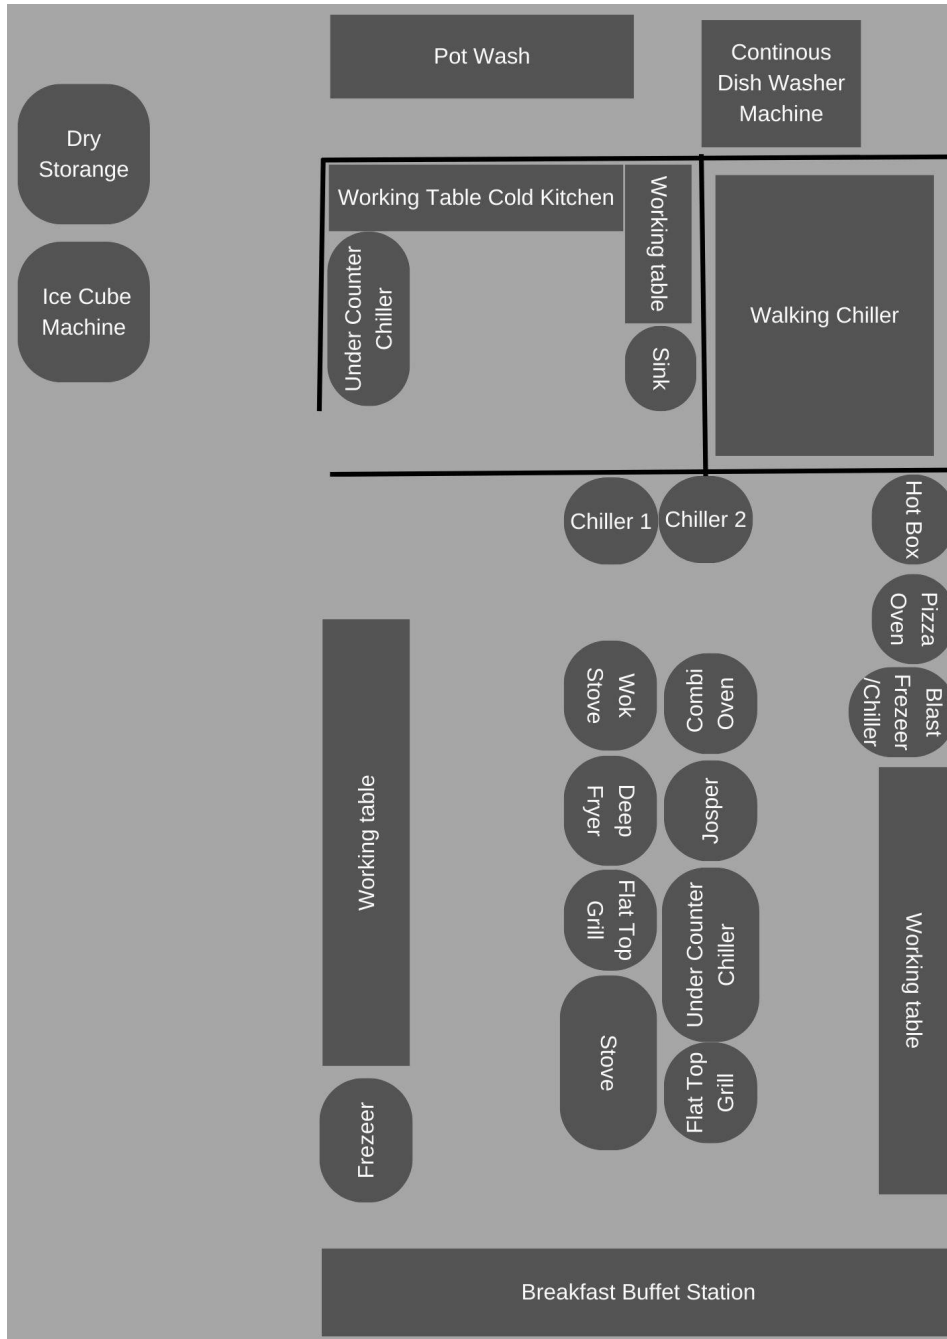 Pot Wash
Continous
Dish Washer
Machine
Dry
Storange
Ice Cube
Machine
Working Table Cold Kitchen
Working table
Under Counter
Chiller
Sink
Walking Chiller
Chiller 1
Chiller 2
Hot Box
Pizza
Oven
Blast
Frezeer
/Chiller
Wok
Stove
Combi
Oven
Deep
Fryer
Josper
Flat Top
Grill
Under Counter
Chiller
Stove
Flat Top
Grill
Working table
Working table
Frezeer
Breakfast Buffet Station